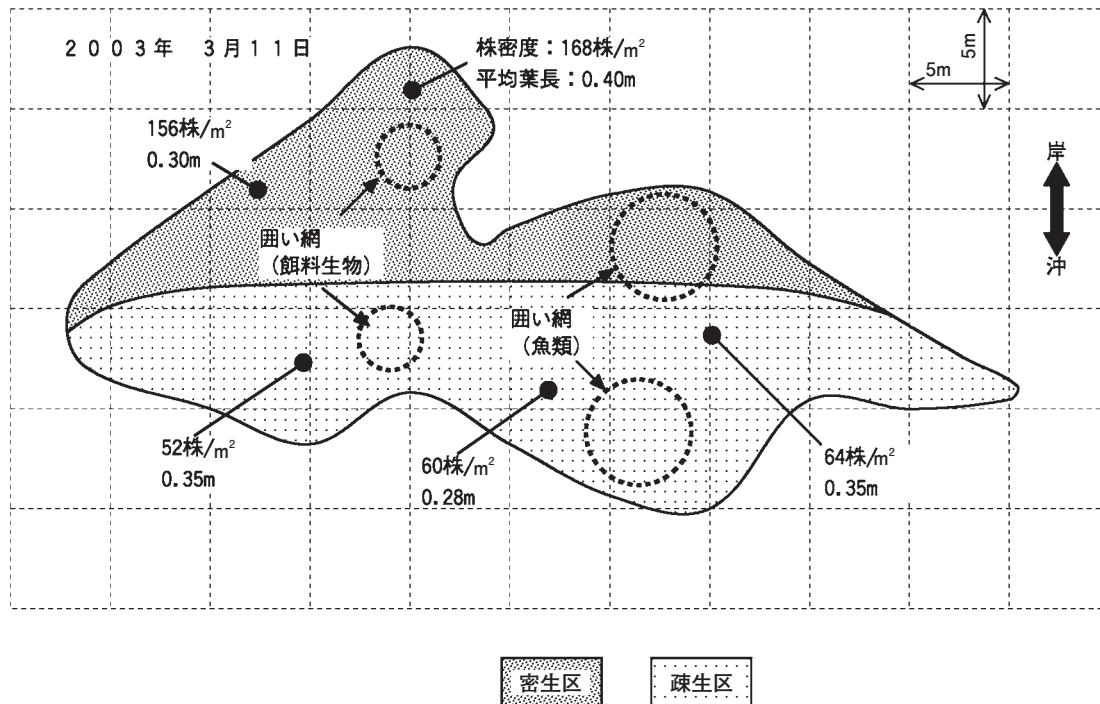 2003年 3月11日
株密度：168株/m²
平均葉長：0.40m
5m
5m
156株/m²
0.30m
岸
沖
囲い網
（餌料生物）
囲い網
（魚類）
52株/m²
0.35m
60株/m²
0.28m
64株/m²
0.35m
密生区
疎生区